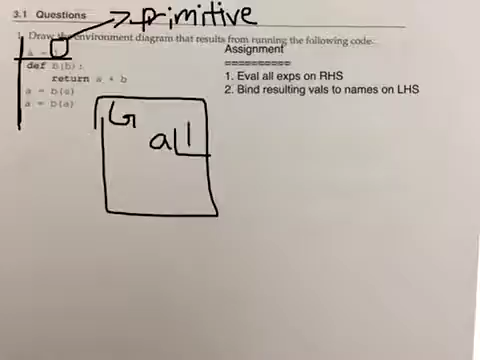 3.1 Questions
primitive
1. Draw the environment diagram that results from running the following code.
a = 1
def b(b):
return a + b
a = b(a)
a = b(a)
Assignment
==========
1. Eval all exps on RHS
2. Bind resulting vals to names on LHS
G
a 1